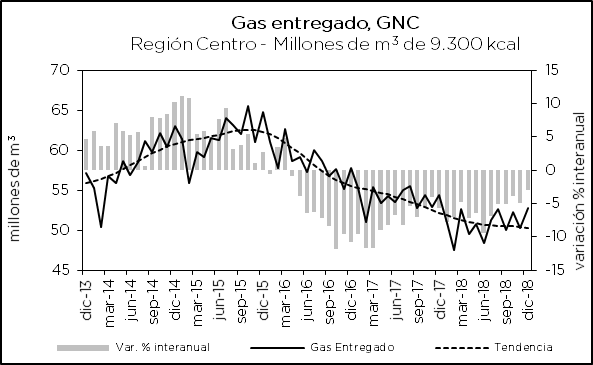 Gas entregado, GNC
Región Centro - Millones de m³ de 9.300 kcal
millones de m³
70
65
60
55
50
45
15
10
5
0
-5
-10
-15
variación % interanual
dic-13
mar-14
jun-14
sep-14
dic-14
mar-15
jun-15
sep-15
dic-15
mar-16
jun-16
sep-16
dic-16
mar-17
jun-17
sep-17
dic-17
mar-18
jun-18
sep-18
dic-18
Var. % interanual
Gas Entregado
Tendencia